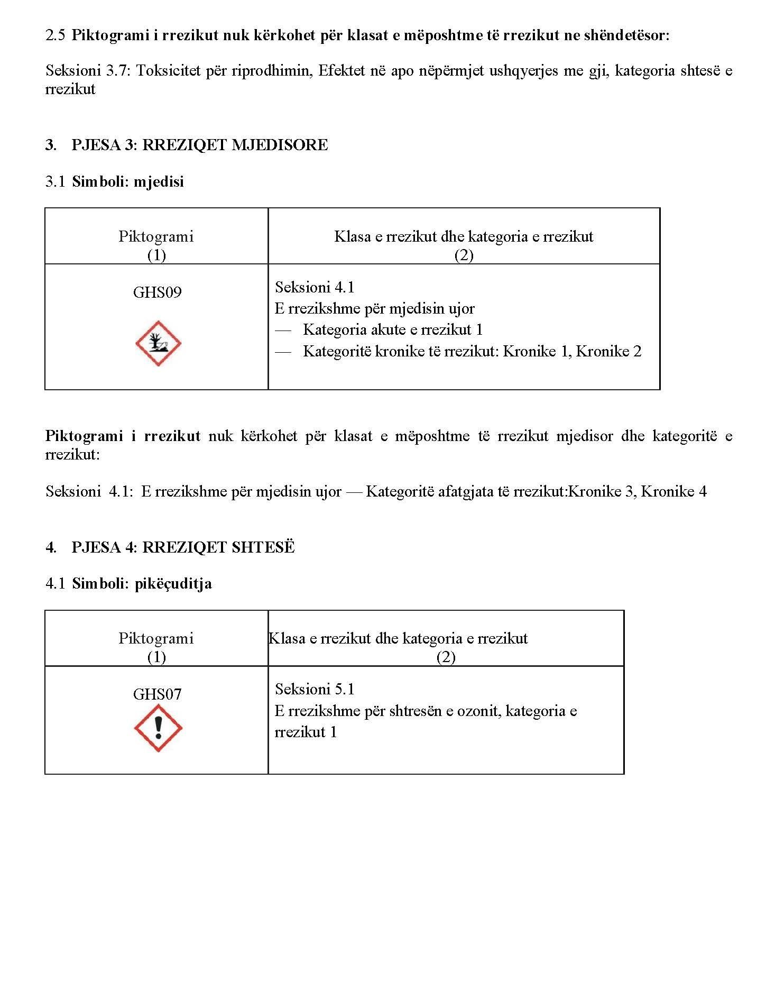 2.5 Piktogrami i rrezikut nuk kërkohet për klasat e mëposhtme të rrezikut ne shëndetësor:
Seksioni 3.7: Toksicitet për riprodhimin, Efektet në apo nëpërmjet ushqyerjes me gji, kategoria shtesë e
rrezikut
3. PJESA 3: RREZIQET MJEDISORE
3.1 Simboli: mjedisi
Piktogrami
(1)
Klasa e rrezikut dhe kategoria e rrezikut
(2)
GHS09
Seksioni 4.1
E rrezikshme për mjedisin ujor
— Kategoria akute e rrezikut 1
— Kategoritë kronike të rrezikut: Kronike 1, Kronike 2
Piktogrami i rrezikut nuk kërkohet për klasat e mëposhtme të rrezikut mjedisor dhe kategoritë e
rrezikut:
Seksioni 4.1: E rrezikshme për mjedisin ujor — Kategoritë afatgjata të rrezikut:Kronike 3, Kronike 4
4. PJESA 4: RREZIQET SHTESË
4.1 Simboli: pikëçuditja
Piktogrami
(1)
Klasa e rrezikut dhe kategoria e rrezikut
(2)
GHS07
Seksioni 5.1
E rrezikshme për shtresën e ozonit, kategoria e
rrezikut 1